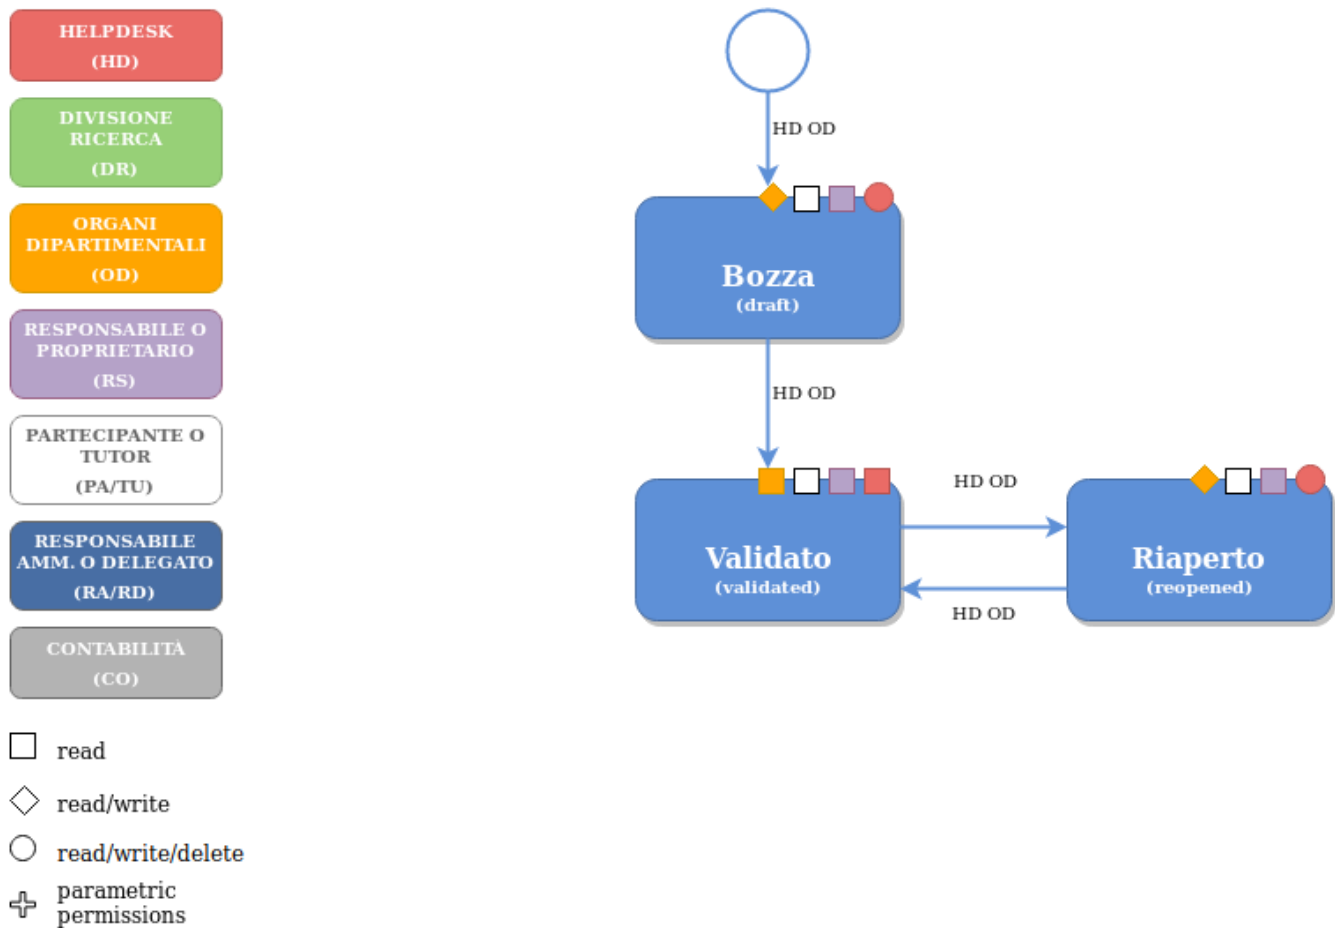 HELPDESK
(HD)
DIVISIONE
RICERCA
(DR)
ORGANI
DIPARTIMENTALI
(OD)
RESPONSABILE O
PROPRIETARIO
(RS)
PARTECIPANTE O
TUTOR
(PA/TU)
RESPONSABILE
AMM. O DELEGATO
(RA/RD)
CONTABILITÀ
(CO)
read
read/write
read/write/delete
parametric
permissions
HD OD
Bozza
(draft)
HD OD
Validato
(validated)
HD OD
HD OD
Riaperto
(reopened)